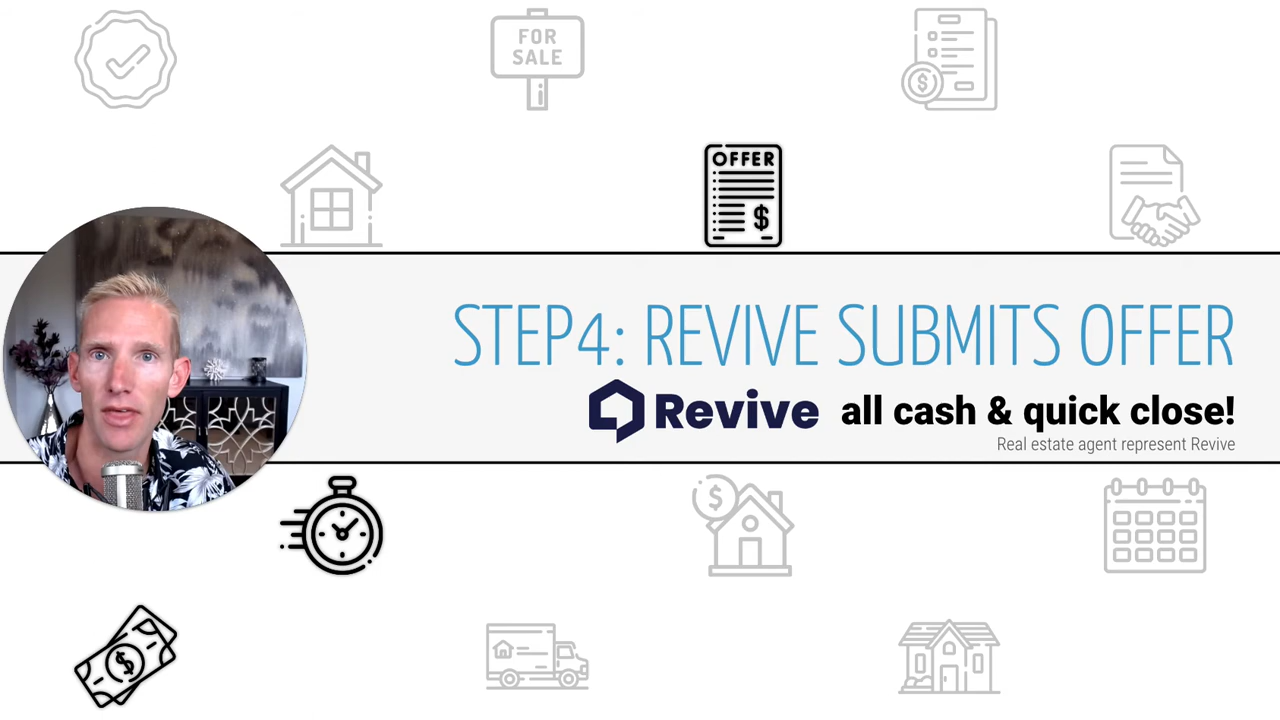 FOR
SALE
OFFER
$
$
STEP4: REVIVE SUBMITS OFFER
Revive all cash & quick close!
Real estate agent represent Revive
$
$